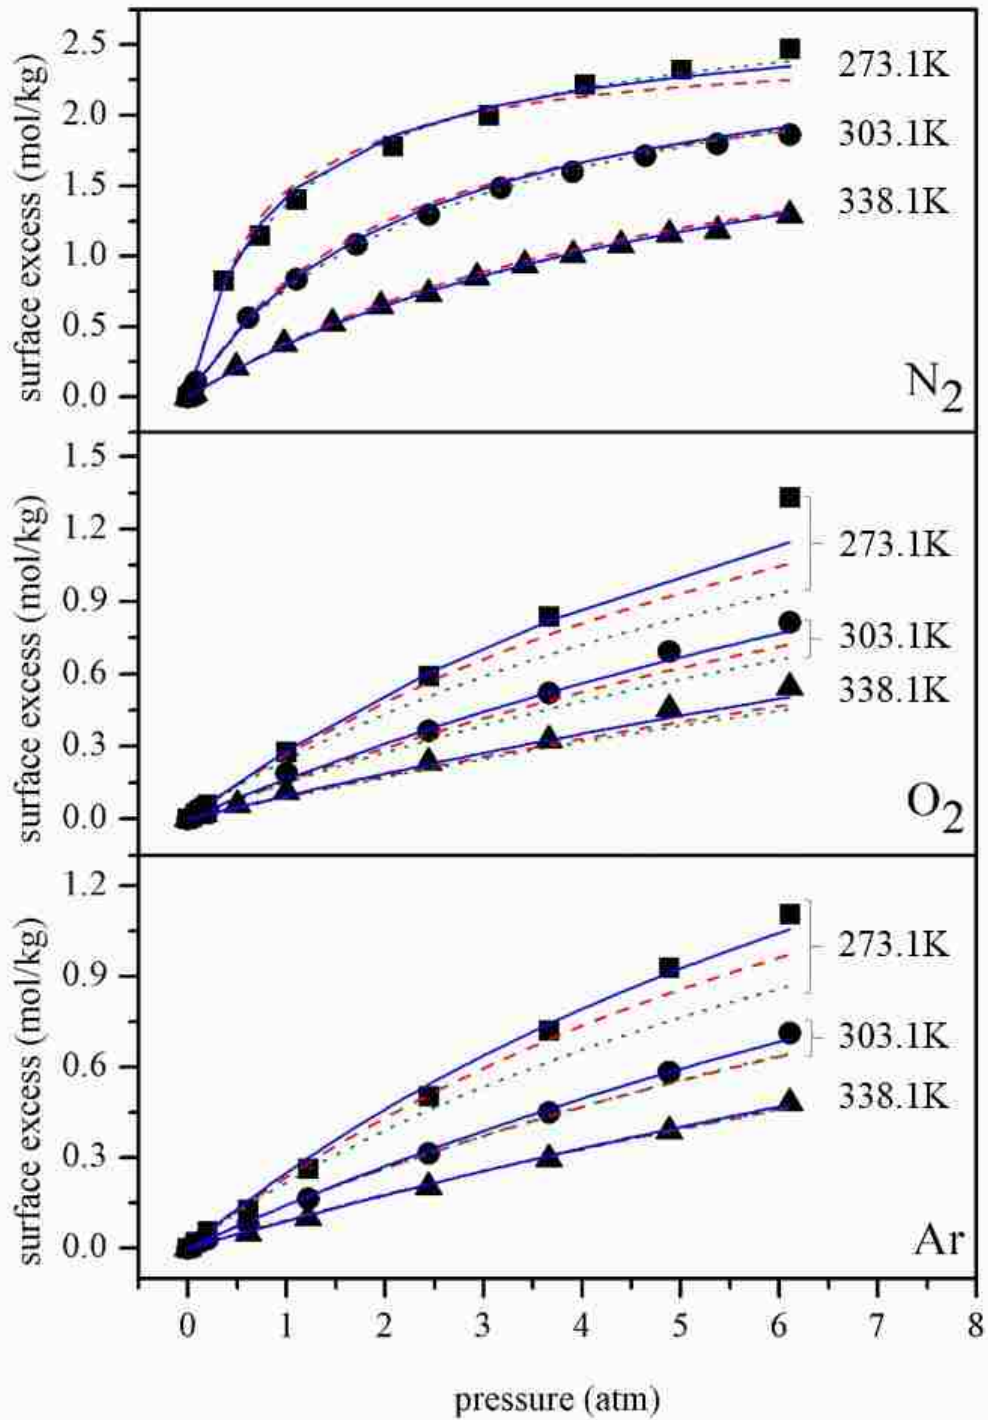 2.5
2.0
1.5
1.0
0.5
0.0
surface excess (mol/kg)
273.1K
303.1K
338.1K
N2
1.5
1.2
0.9
0.6
0.3
0.0
surface excess (mol/kg)
273.1K
303.1K
338.1K
O2
1.2
0.9
0.6
0.3
0.0
surface excess (mol/kg)
273.1K
303.1K
338.1K
Ar
0 1 2 3 4 5 6 7 8
pressure (atm)